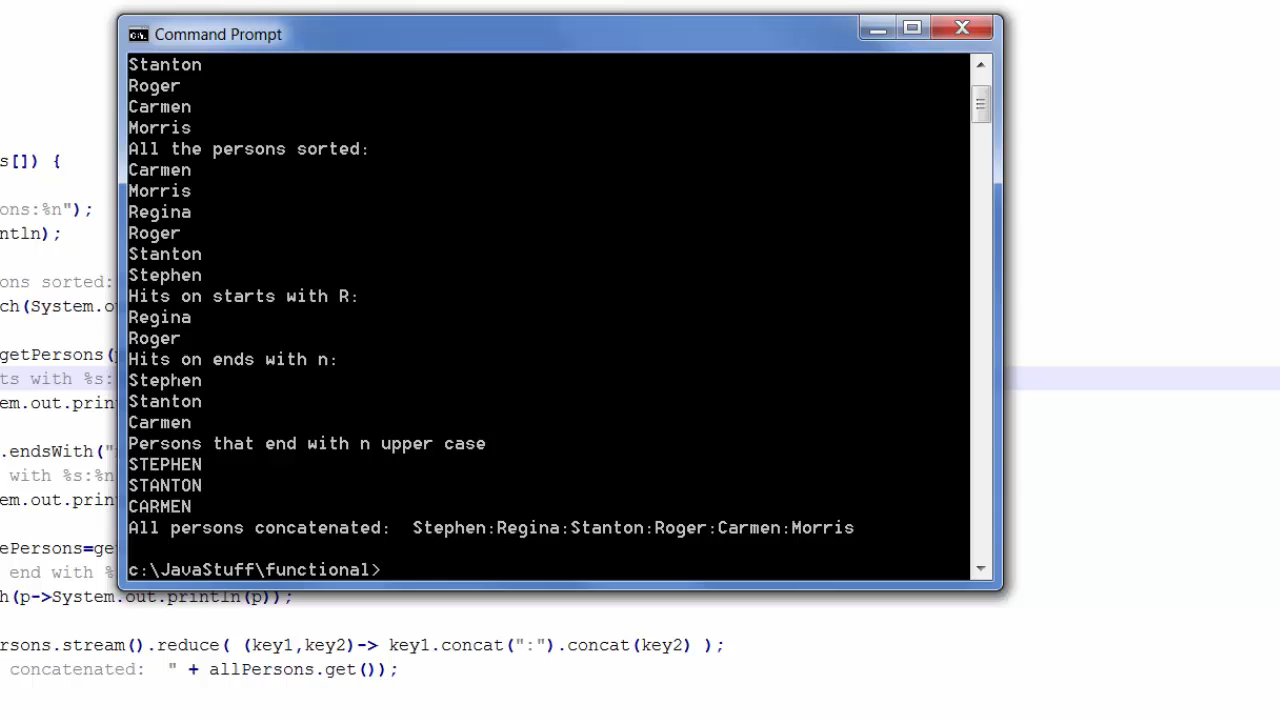 Command Prompt
Stanton
Roger
Carmen
Morris
All the persons sorted:
Carmen
Morris
Regina
Roger
Stanton
Stephen
Hits on starts with R:
Regina
Roger
Hits on ends with n:
Stephen
Stanton
Carmen
Persons that end with n upper case
STEPHEN
STANTON
CARMEN
All persons concatenated:  Stephen:Regina:Stanton:Roger:Carmen:Morris
c:\JavaStuff\functional>
s[]) {
ons:%n");
ntln);
ons sorted:
ch(System.o
getPersons(
ts with %s:
em.out.prin
.endsWith("
with %s:%n
em.out.prin
ePersons=ge
end with %
h(p->System.out.println(p));
rsons.stream().reduce( (key1,key2)-> key1.concat(":").concat(key2) );
concatenated:  " + allPersons.get());